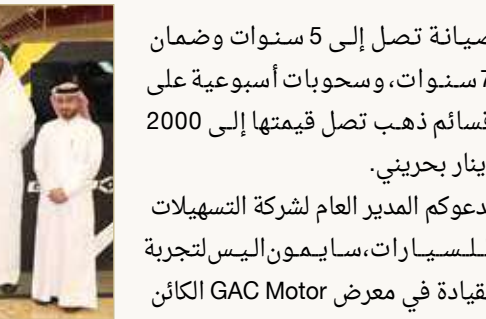 صيانة تصل إلى 5 سنوات وضمان
7 سنوات، وسحوبات أسبوعية على
قسائم ذهب تصل قيمتها إلى 2000
دينار بحريني.
يدعوكم المدير العام لشركة التسهيلات
للسيارات،سايمون اليس لتجربة
القيادة في معرض GAC Motor الكائن